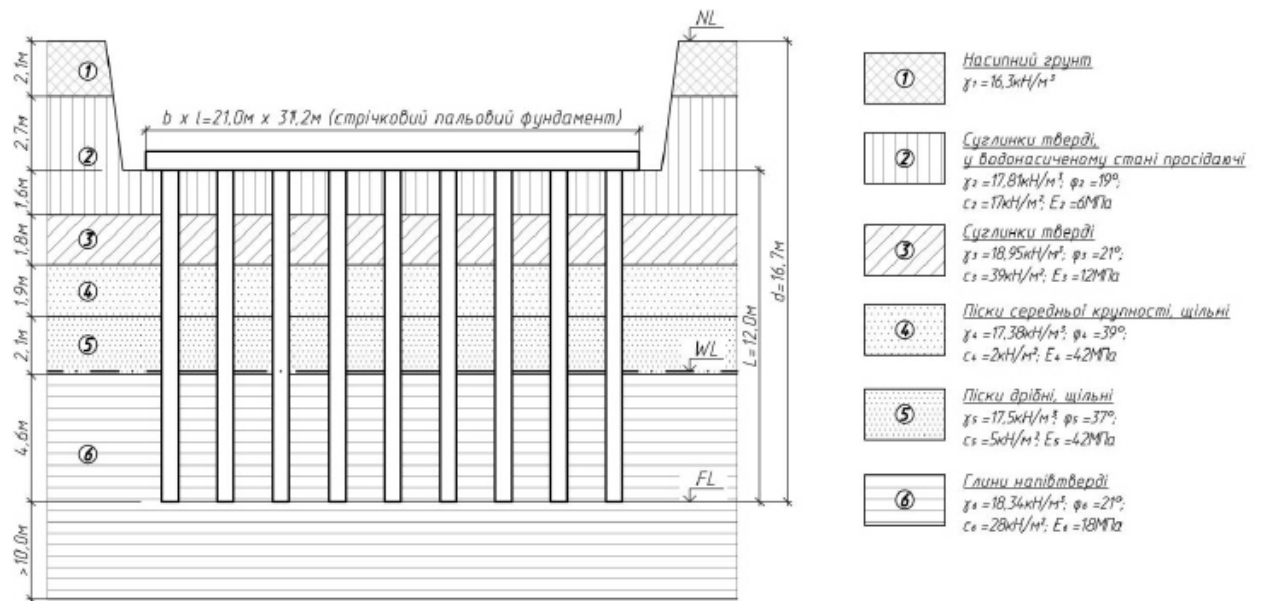 NL
2,1м
2,7м
1,6м
1,8м
1,9м
2,1м
4,6м
>10,0м
1
2
3
4
5
6
b x l=21,0м x 31,2м (стрічковий пальовий фундамент)
WL
FL
L=12,0м
d=16,7м
1
Насипний грунт
γ₁ =16,3кН/м³
2
Суглинки тверді,
у водонасиченому стані просідаючі
γ₂ =17,81кН/м³; φ₂ =19°;
c₂ =17кН/м²; E₂ =6МПа
3
Суглинки тверді
γ₃ =18,95кН/м³; φ₃ =21°;
c₃ =39кН/м²; E₃ =12МПа
4
Піски середньої крупності, щільні
γ₄ =17,38кН/м³; φ₄ =39°;
c₄ =2кН/м²; E₄ =42МПа
5
Піски дрібні, щільні
γ₅ =17,5кН/м³; φ₅ =37°;
c₅ =5кН/м²; E₅ =42МПа
6
Глини напівтверді
γ₆ =18,34кН/м³; φ₆ =21°;
c₆ =28кН/м²; E₆ =18МПа